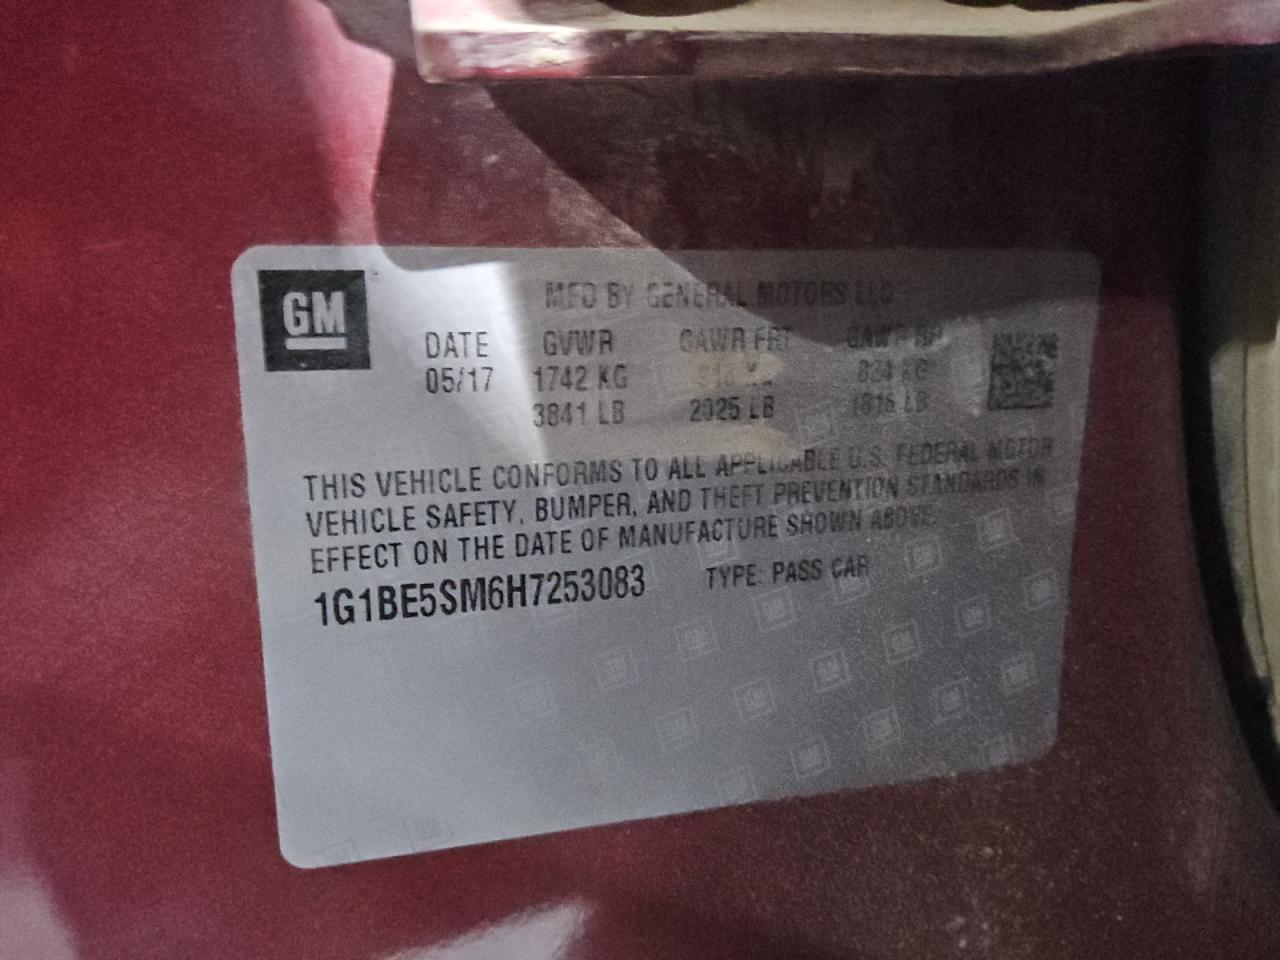 GM
MFD BY GENERAL MOTORS LLC
DATE GVWR GAWR FRT GAWR RR
05/17 1742 KG KG 824 KG
3841 LB 2025 LB 1816 LB
THIS VEHICLE CONFORMS TO ALL APPLICABLE U.S. FEDERAL MOTOR
VEHICLE SAFETY, BUMPER, AND THEFT PREVENTION STANDARDS IN
EFFECT ON THE DATE OF MANUFACTURE SHOWN ABOVE.
1G1BE5SM6H7253083 TYPE: PASS CAR